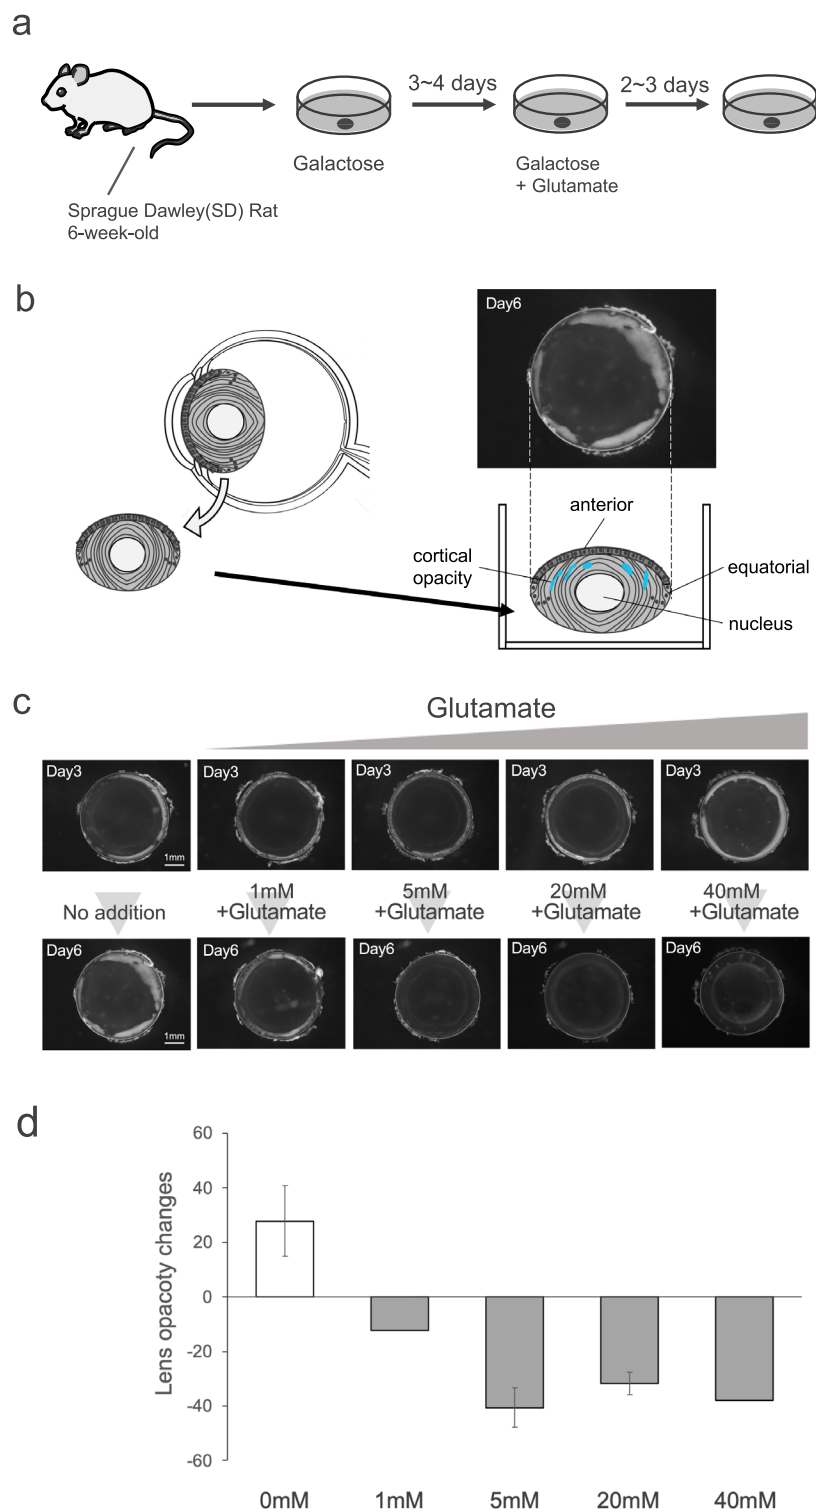 a
3~4 days
2~3 days
Galactose
Galactose
+ Glutamate
Sprague Dawley(SD) Rat
6-week-old
b
Day6
anterior
cortical
opacity
equatorial
nucleus
c
Glutamate
Day3
Day3
Day3
Day3
Day3
1mm
No addition
1mM
+Glutamate
5mM
+Glutamate
20mM
+Glutamate
40mM
+Glutamate
Day6
Day6
Day6
Day6
Day6
1mm
d
Lens opacoty changes
60
40
20
0
-20
-40
-60
0mM
1mM
5mM
20mM
40mM